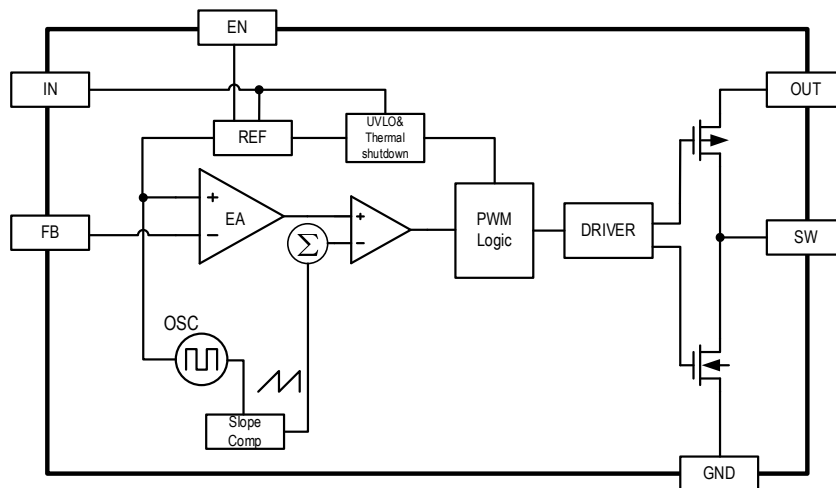 EN
IN
OUT
REF
UVLO&
Thermal
shutdown
+
EA
−
+
−
Σ
PWM
Logic
DRIVER
FB
SW
OSC
Slope
Comp
GND